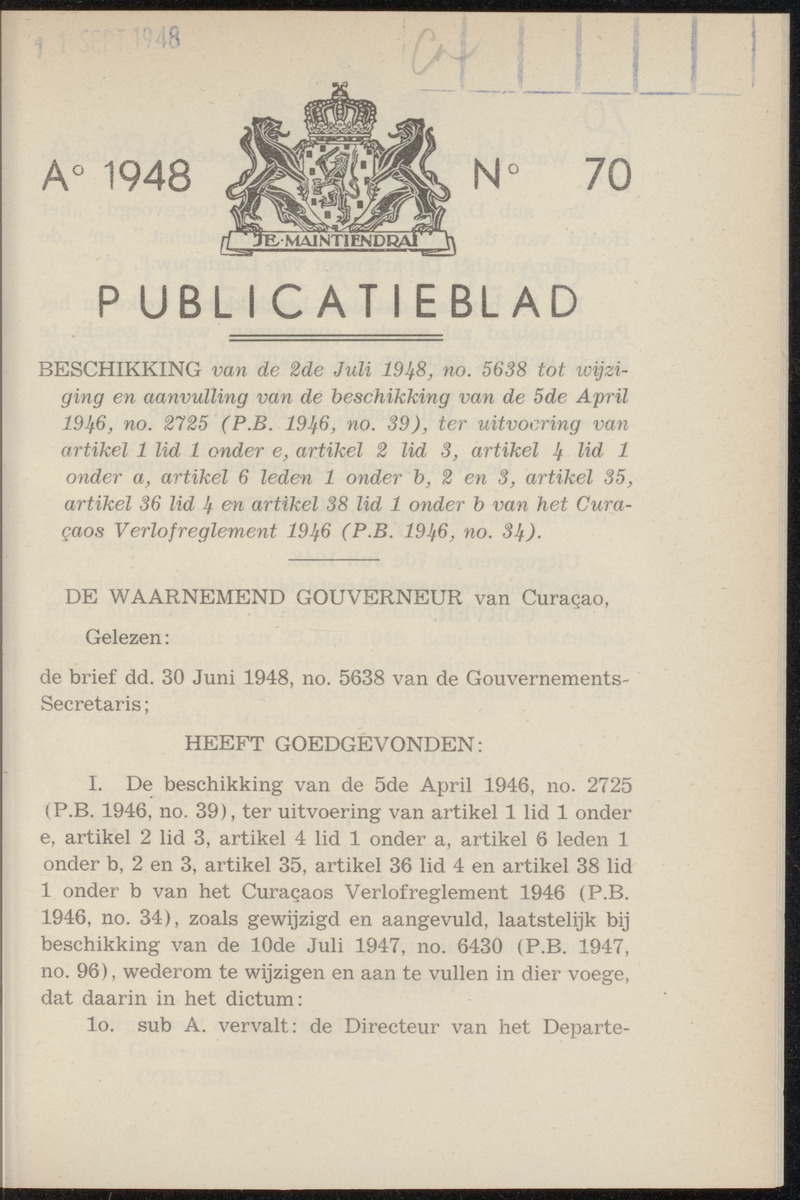 1 SEPT. 1948
Aº 1948
JE·MAINTIENDRAI
Nº 70
PUBLICATIEBLAD
BESCHIKKING van de 2de Juli 1948, no. 5638 tot wijzi-
ging en aanvulling van de beschikking van de 5de April
1946, no. 2725 (P.B. 1946, no. 39), ter uitvoering van
artikel 1 lid 1 onder e, artikel 2 lid 3, artikel 4 lid 1
onder a, artikel 6 leden 1 onder b, 2 en 3, artikel 35,
artikel 36 lid 4 en artikel 38 lid 1 onder b van het Cura-
çaos Verlofreglement 1946 (P.B. 1946, no. 34).
DE WAARNEMEND GOUVERNEUR van Curaçao,
Gelezen:
de brief dd. 30 Juni 1948, no. 5638 van de Gouvernements-
Secretaris;
HEEFT GOEDGEVONDEN:
I. De beschikking van de 5de April 1946, no. 2725
(P.B. 1946, no. 39), ter uitvoering van artikel 1 lid 1 onder
e, artikel 2 lid 3, artikel 4 lid 1 onder a, artikel 6 leden 1
onder b, 2 en 3, artikel 35, artikel 36 lid 4 en artikel 38 lid
1 onder b van het Curaçaos Verlofreglement 1946 (P.B.
1946, no. 34), zoals gewijzigd en aangevuld, laatstelijk bij
beschikking van de 10de Juli 1947, no. 6430 (P.B. 1947,
no. 96), wederom te wijzigen en aan te vullen in dier voege,
dat daarin in het dictum:
1o. sub A. vervalt: de Directeur van het Departe-